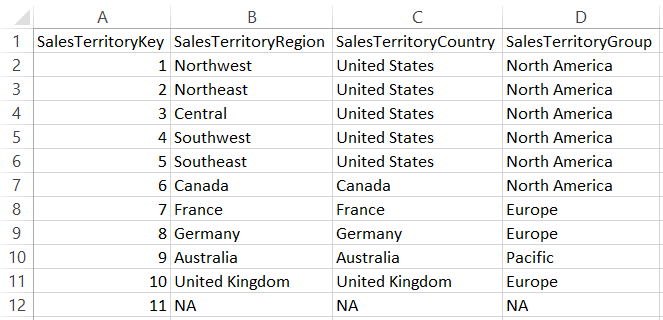 A B C D
1 SalesTerritoryKey SalesTerritoryRegion SalesTerritoryCountry SalesTerritoryGroup
2 1 Northwest United States North America
3 2 Northeast United States North America
4 3 Central United States North America
5 4 Southwest United States North America
6 5 Southeast United States North America
7 6 Canada Canada North America
8 7 France France Europe
9 8 Germany Germany Europe
10 9 Australia Australia Pacific
11 10 United Kingdom United Kingdom Europe
12 11 NA NA NA